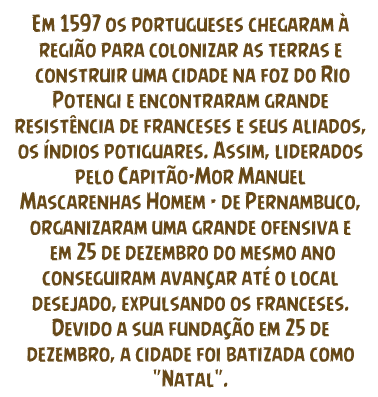 Em 1597 os portugueses chegaram à
região para colonizar as terras e
construir uma cidade na foz do Rio
Potengi e encontraram grande
resistência de franceses e seus aliados,
os índios potiguares. Assim, liderados
pelo Capitão-Mor Manuel
Mascarenhas Homem - de Pernambuco,
organizaram uma grande ofensiva e
em 25 de dezembro do mesmo ano
conseguiram avançar até o local
desejado, expulsando os franceses.
Devido a sua fundação em 25 de
dezembro, a cidade foi batizada como
"Natal".